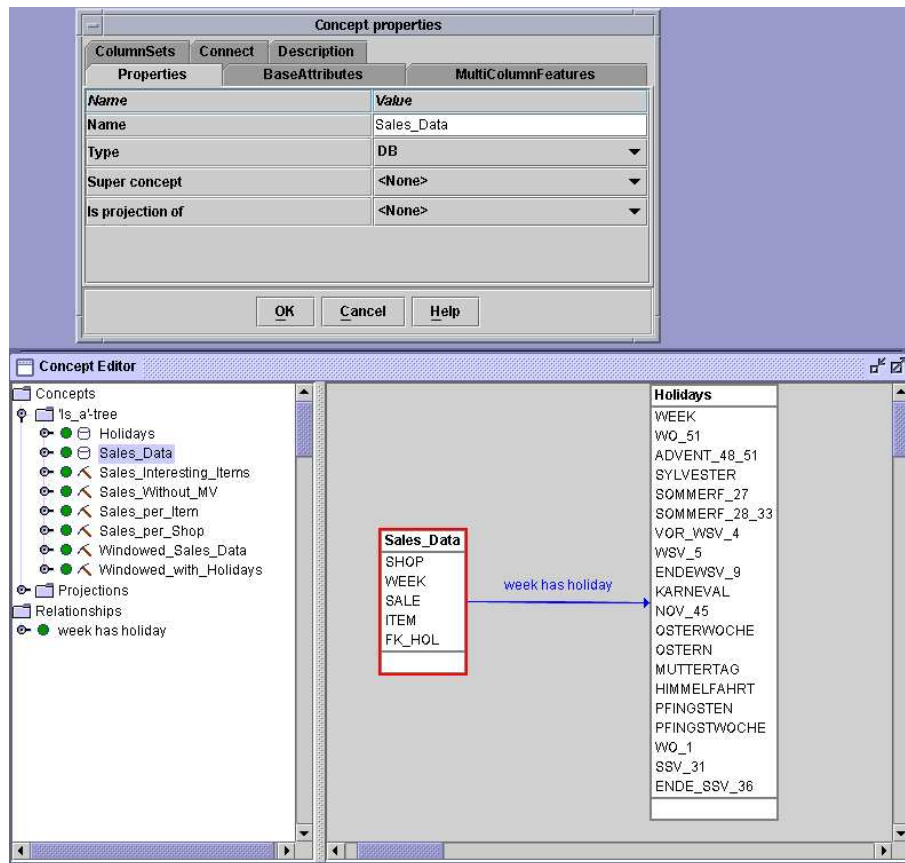 Concept properties
ColumnSets Connect Description
Properties BaseAttributes MultiColumnFeatures
Name Value
Name Sales_Data
Type DB
Super concept <None>
Is projection of <None>
OK Cancel Help
Concept Editor
Concepts
'Is_a'-tree
Holidays
Sales_Data
Sales_Interesting_Items
Sales_Without_MV
Sales_per_Item
Sales_per_Shop
Windowed_Sales_Data
Windowed_with_Holidays
Projections
Relationships
week has holiday
Sales_Data
SHOP
WEEK
SALE
ITEM
FK_HOL
week has holiday
Holidays
WEEK
WO_51
ADVENT_48_51
SYLVESTER
SOMMERF_27
SOMMERF_28_33
VOR_WSV_4
WSV_5
ENDEWSV_9
KARNEVAL
NOV_45
OSTERWOCHE
OSTERN
MUTTERTAG
HIMMELFAHRT
PFINGSTEN
PFINGSTWOCHE
WO_1
SSV_31
ENDE_SSV_36